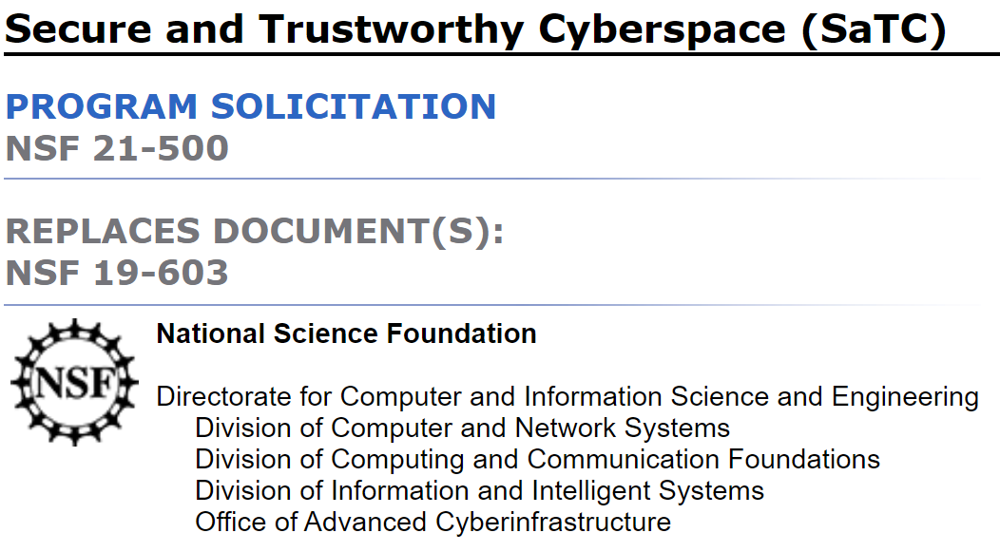 Secure and Trustworthy Cyberspace (SaTC)
PROGRAM SOLICITATION
NSF 21-500
REPLACES DOCUMENT(S):
NSF 19-603
NSF
National Science Foundation
Directorate for Computer and Information Science and Engineering
Division of Computer and Network Systems
Division of Computing and Communication Foundations
Division of Information and Intelligent Systems
Office of Advanced Cyberinfrastructure